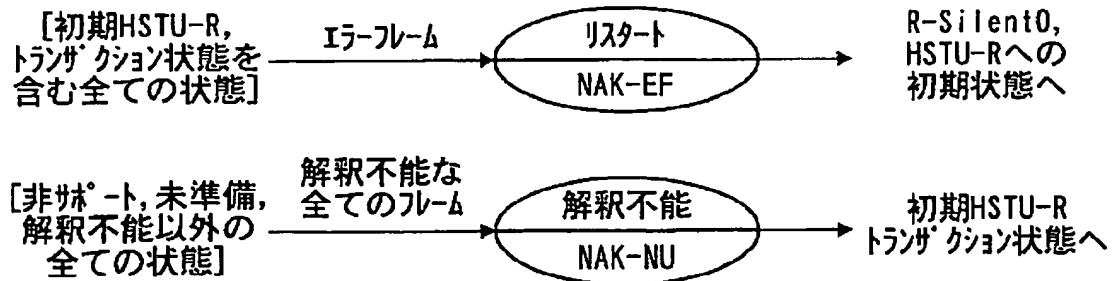 [初期HSTU-R,
トランザクション状態を
含む全ての状態]
エラーフレーム
リスタート
NAK-EF
R-Silent0,
HSTU-Rへの
初期状態へ
[非サポート,未準備,
解釈不能以外の
全ての状態]
解釈不能な
全てのフレーム
解釈不能
NAK-NU
初期HSTU-R
トランザクション状態へ